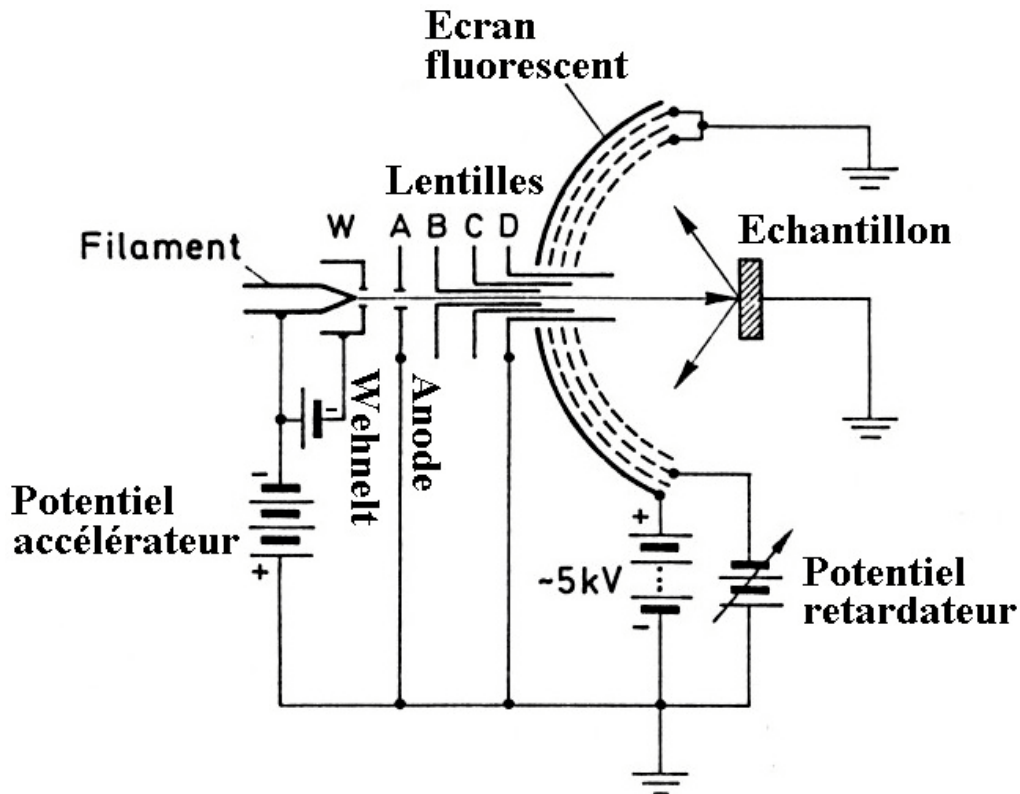 Ecran
fluorescent
Lentilles
W A B C D
Filament
Echantillon
Wehnelt
Anode
-
-
Potentiel
accélérateur
+
+
~5kV
-
Potentiel
retardateur